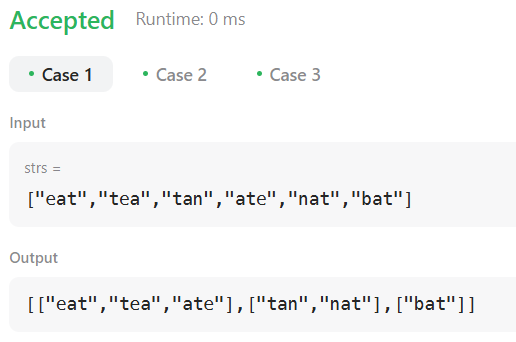 Accepted Runtime: 0 ms
• Case 1 • Case 2 • Case 3
Input
strs =
["eat","tea","tan","ate","nat","bat"]
Output
[["eat","tea","ate"],["tan","nat"],["bat"]]